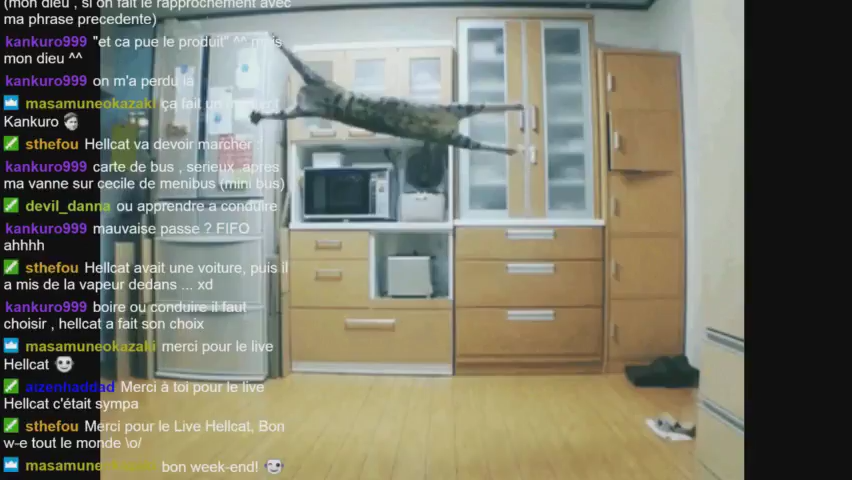 (mon dieu , si on fait le rapprochement avec
ma phrase precedente)
kankuro999 "et ca pue le produit" ^^ mais
mon dieu ^^
kankuro999 on m'a perdu la
masamuneokazaki ça fait un moment
Kankuro
sthefou Hellcat va devoir marcher
kankuro999 carte de bus , serieux ,apres
ma vanne sur cecile de menibus (mini bus)
devil_danna ou apprendre a conduire
kankuro999 mauvaise passe ? FIFO
ahhhh
sthefou Hellcat avait une voiture, puis il
a mis de la vapeur dedans ... xd
kankuro999 boire ou conduire il faut
choisir , hellcat a fait son choix
masamuneokazaki merci pour le live
Hellcat
aizenhaddad Merci à toi pour le live
Hellcat c'était sympa
sthefou Merci pour le Live Hellcat, Bon
w-e tout le monde \o/
masamuneokazaki bon week-end!